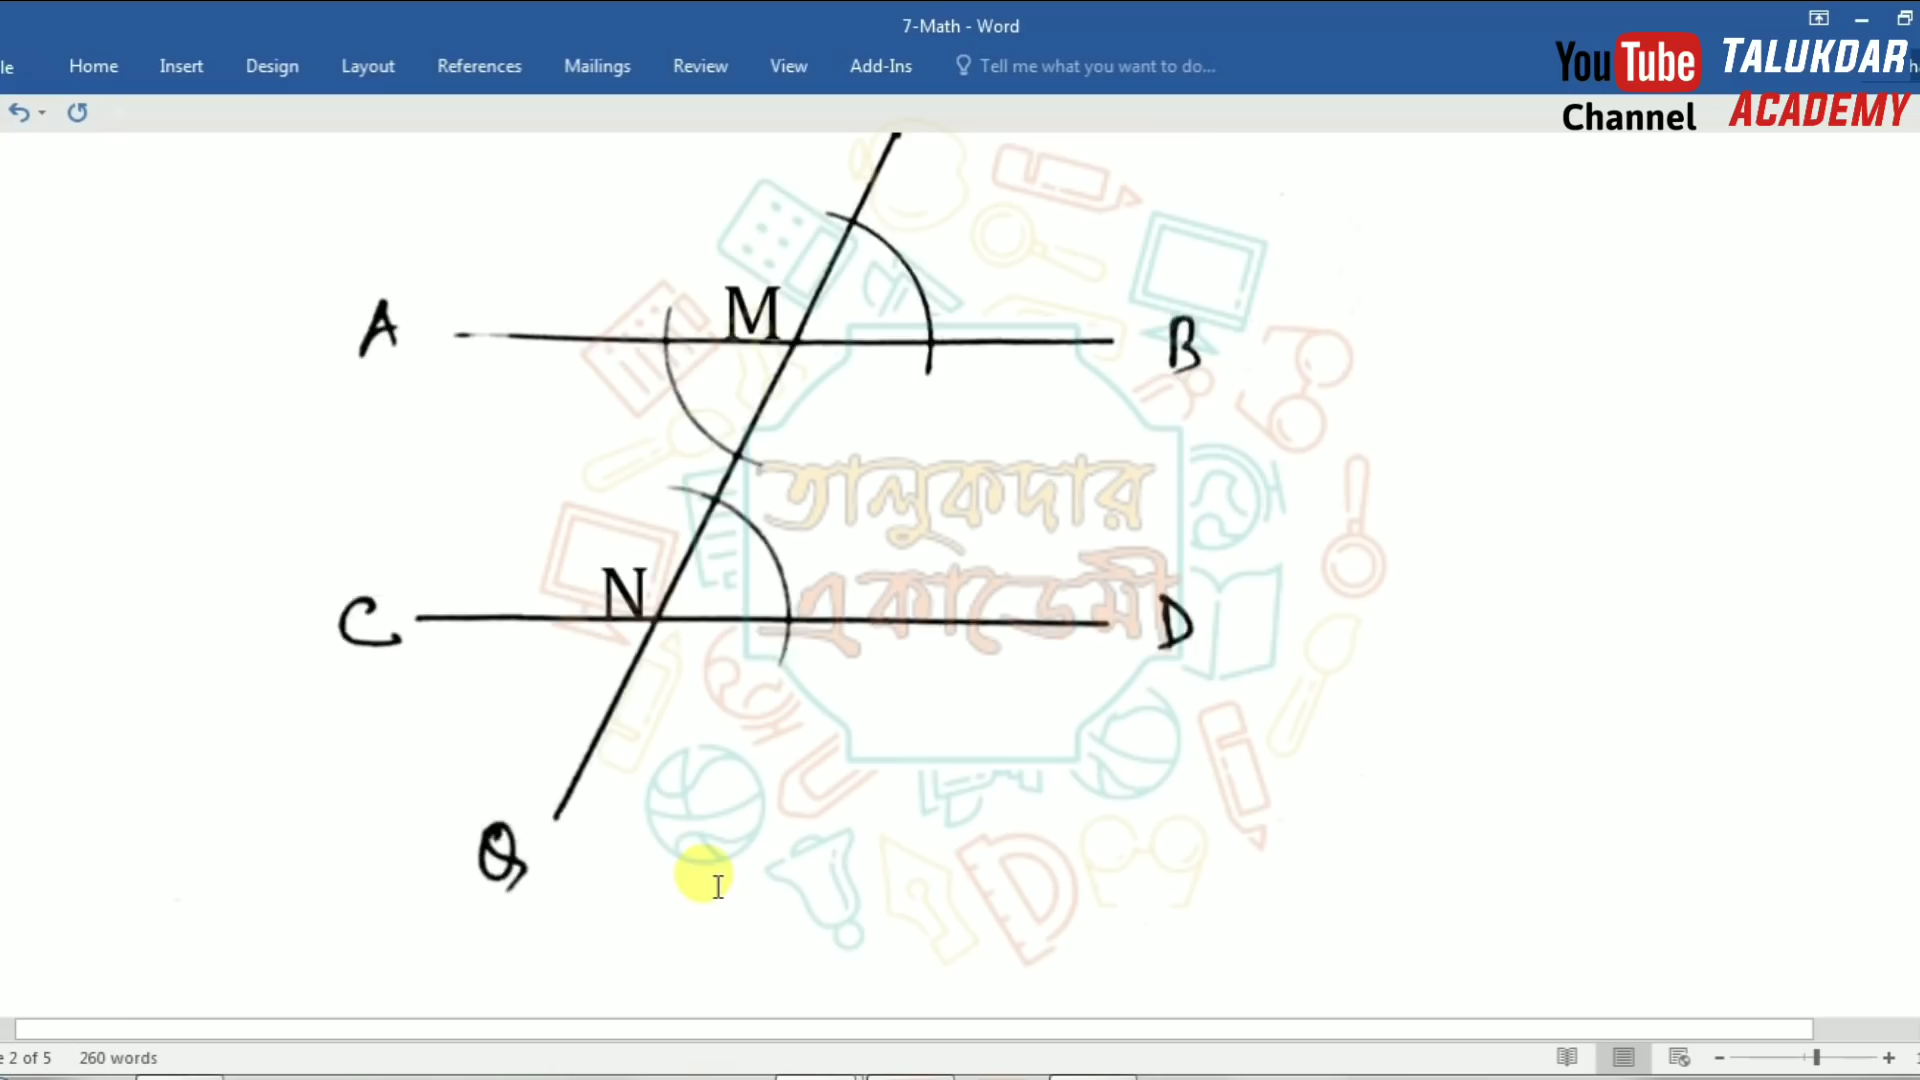 7-Math - Word
le Home Insert Design Layout References Mailings Review View Add-Ins Tell me what you want to do...
YouTube TALUKDAR
Channel ACADEMY
M
A B
তালুকদার
একাডেমী
N
C D
Q
e 2 of 5 260 words